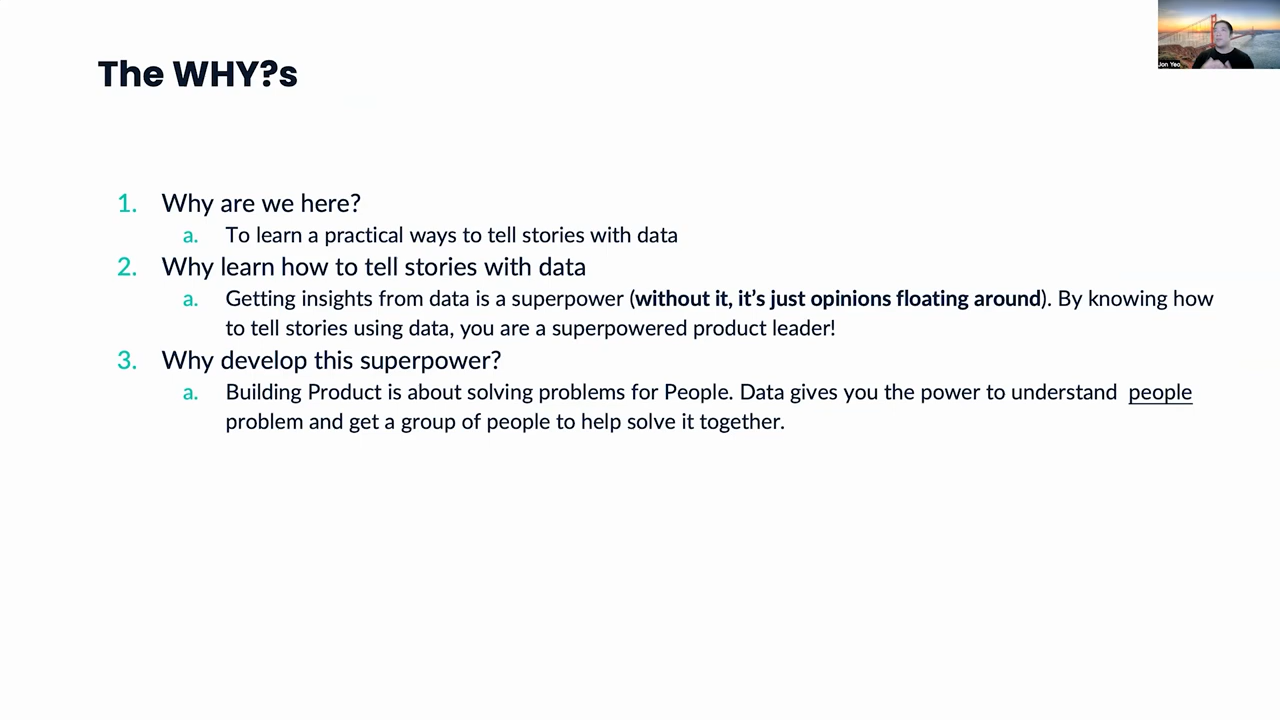 The WHY?s
Jon Yeo
1. Why are we here?
a. To learn a practical ways to tell stories with data
2. Why learn how to tell stories with data
a. Getting insights from data is a superpower (without it, it’s just opinions floating around). By knowing how
to tell stories using data, you are a superpowered product leader!
3. Why develop this superpower?
a. Building Product is about solving problems for People. Data gives you the power to understand people
problem and get a group of people to help solve it together.